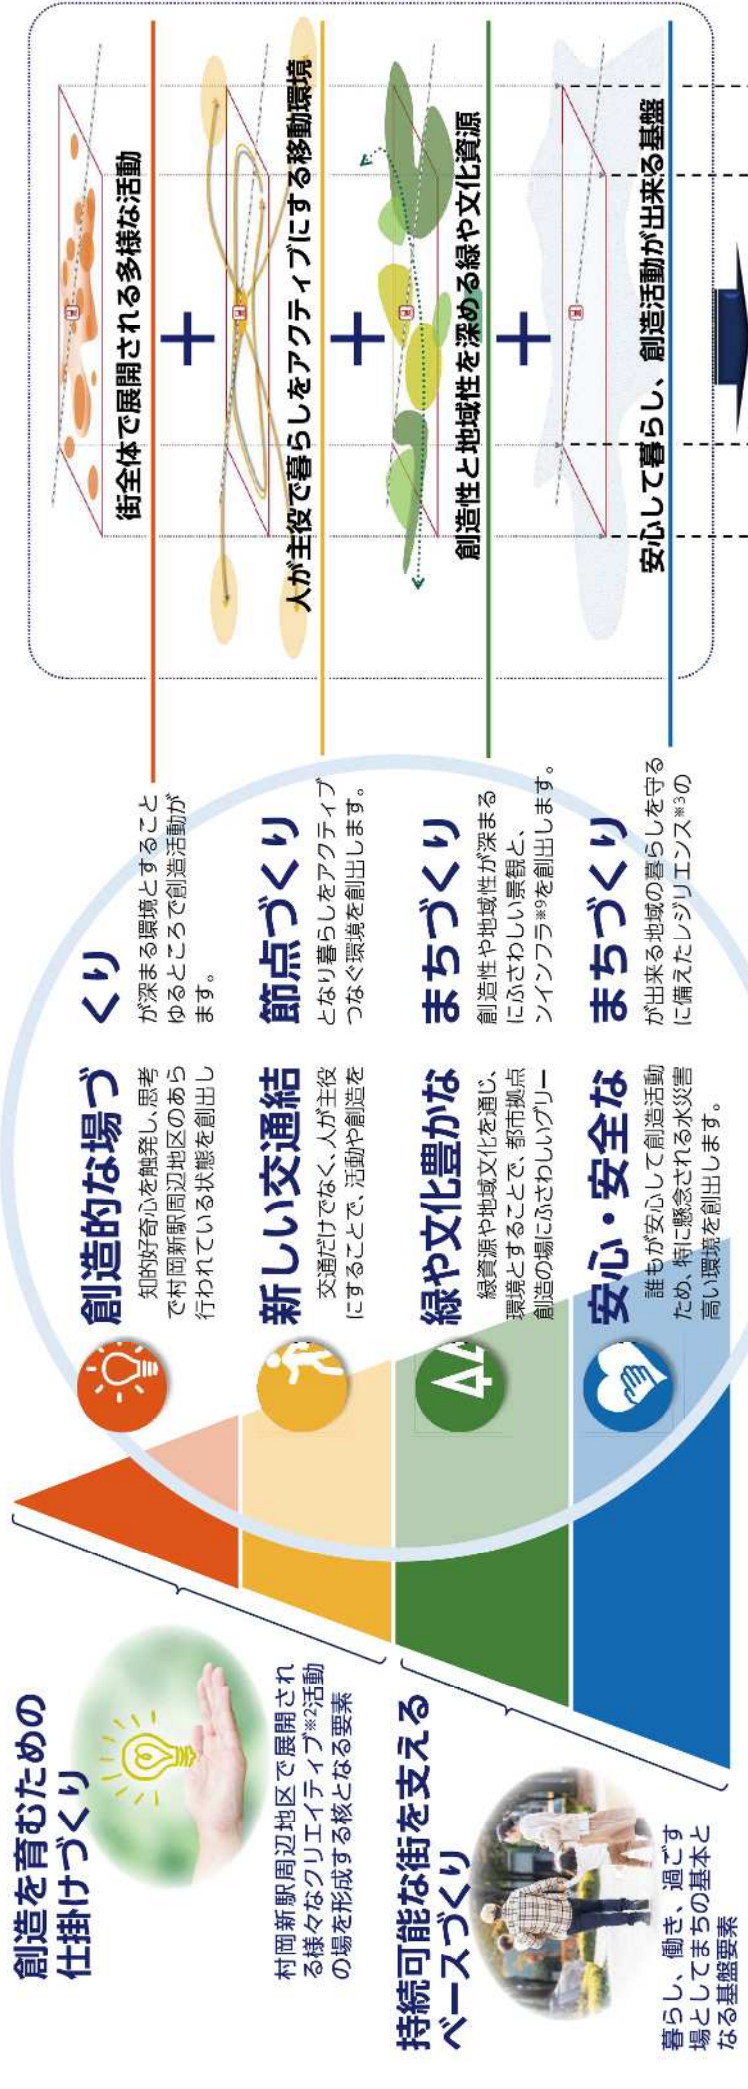 創造を育むための
仕掛けづくり
村岡新駅周辺地区で展開され
る様々なクリエイティブ※2活動
の場を形成する核となる要素
持続可能な街を支える
ベースづくり
暮らし、働き、過ごす
場としてまちの基本と
なる基盤要素
創造的な場づくり
知的好奇心を触発し、思考が深まる環境とすること
で村岡新駅周辺地区のあらゆるところで創造活動が
行われている状態を創出します。
新しい交通結節点づくり
交通だけでなく、人が主役となり暮らしをアクティブ
にすることで、活動や創造をつなぐ環境を創出します。
緑や文化豊かなまちづくり
緑資源や地域文化を通じ、創造性や地域性が深まる
環境とすることで、都市拠点にふさわしい景観と、
創造の場にふさわしいグリーンインフラ※9を創出します。
安心・安全なまちづくり
誰もが安心して創造活動が出来る地域の暮らしを守る
ため、特に懸念される水災害に備えたレジリエンス※3の
高い環境を創出します。
街全体で展開される多様な活動
人が主役で暮らしをアクティブにする移動環境
創造性と地域性を深める緑や文化資源
安心して暮らし、創造活動が出来る基盤